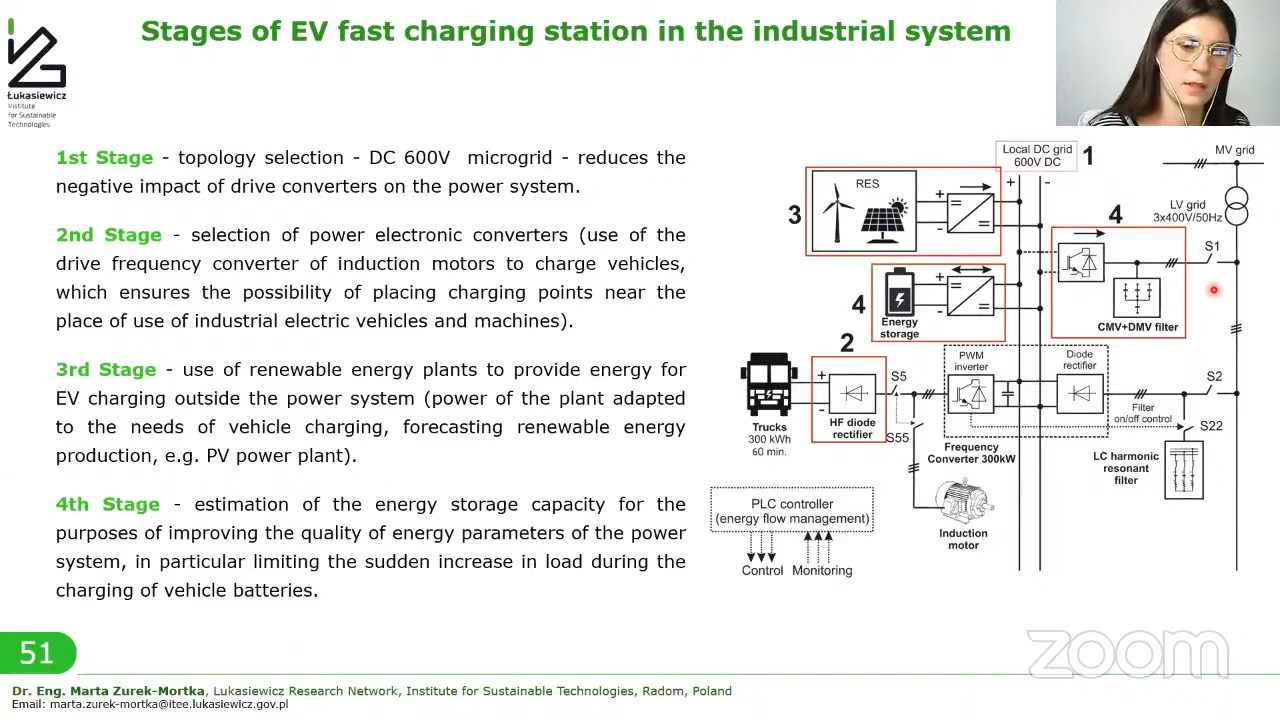 Stages of EV fast charging station in the industrial system
Łukasiewicz
Institute
for Sustainable
Technologies
1st Stage - topology selection - DC 600V microgrid - reduces the
negative impact of drive converters on the power system.
2nd Stage - selection of power electronic converters (use of the
drive frequency converter of induction motors to charge vehicles,
which ensures the possibility of placing charging points near the
place of use of industrial electric vehicles and machines).
3rd Stage - use of renewable energy plants to provide energy for
EV charging outside the power system (power of the plant adapted
to the needs of vehicle charging, forecasting renewable energy
production, e.g. PV power plant).
4th Stage - estimation of the energy storage capacity for the
purposes of improving the quality of energy parameters of the power
system, in particular limiting the sudden increase in load during the
charging of vehicle batteries.
Local DC grid
600V DC
1
MV grid
+ -
3
RES
+
-
LV grid
3x400V/50Hz
4
S1
CMV+DMV filter
4
Energy
storage
+
-
2
+
-
HF diode
rectifier
Trucks
300 kWh
60 min.
S5
S55
PWM
inverter
Diode
rectifier
Frequency
Converter 300kW
S2
Filter
on/off control
S22
LC harmonic
resonant
filter
Induction
motor
PLC controller
(energy flow management)
Control Monitoring
zoom
51
Dr. Eng. Marta Zurek-Mortka, Lukasiewicz Research Network, Institute for Sustainable Technologies, Radom, Poland
Email: marta.zurek-mortka@itee.lukasiewicz.gov.pl